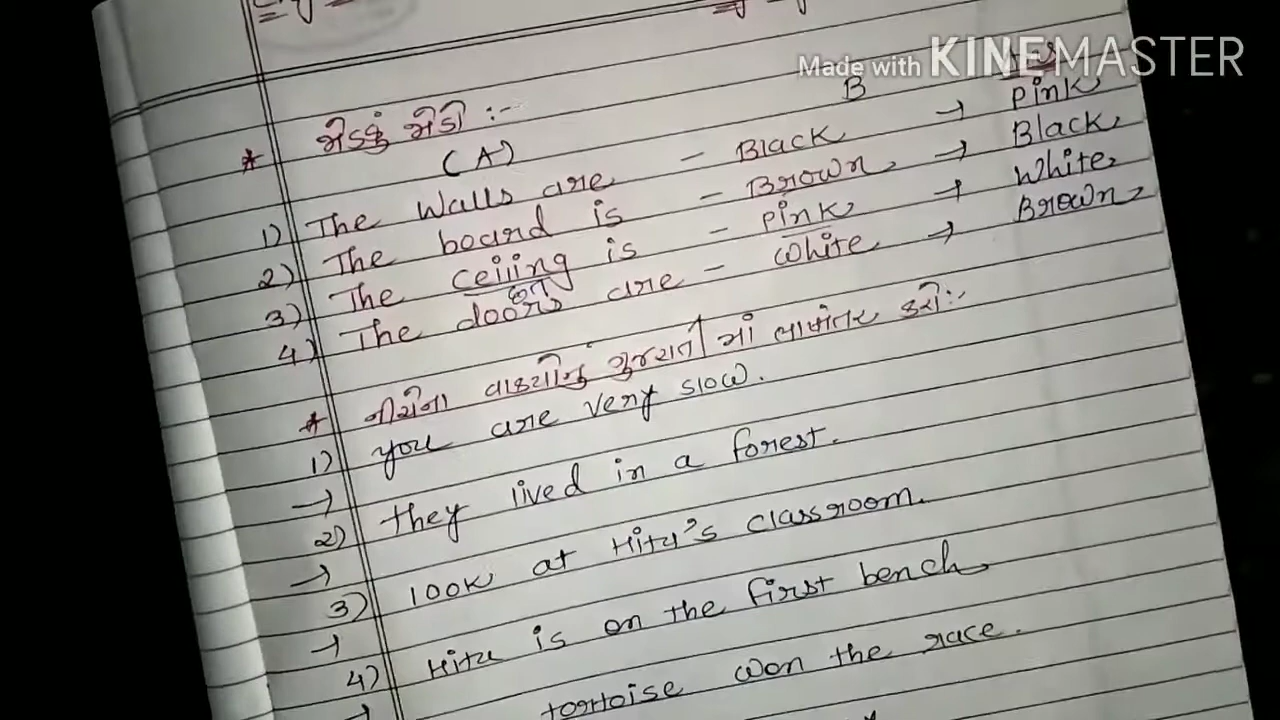 Made with KINEMASTER
* જોડકું જોડો :-
(A) B
1) The Walls are - Black → Pink
2) The board is - Brown → Black
3) The ceiling is - Pink → White
છત
4) The doors are - White → Brown
* નીચેના વાક્યોનું ગુજરાતી માં ભાષાંતર કરો:-
1) you are very slow.
→
2) they lived in a forest.
→
3) look at Hitu's classroom.
→
4) Hitu is on the first bench
→ tortoise won the race.